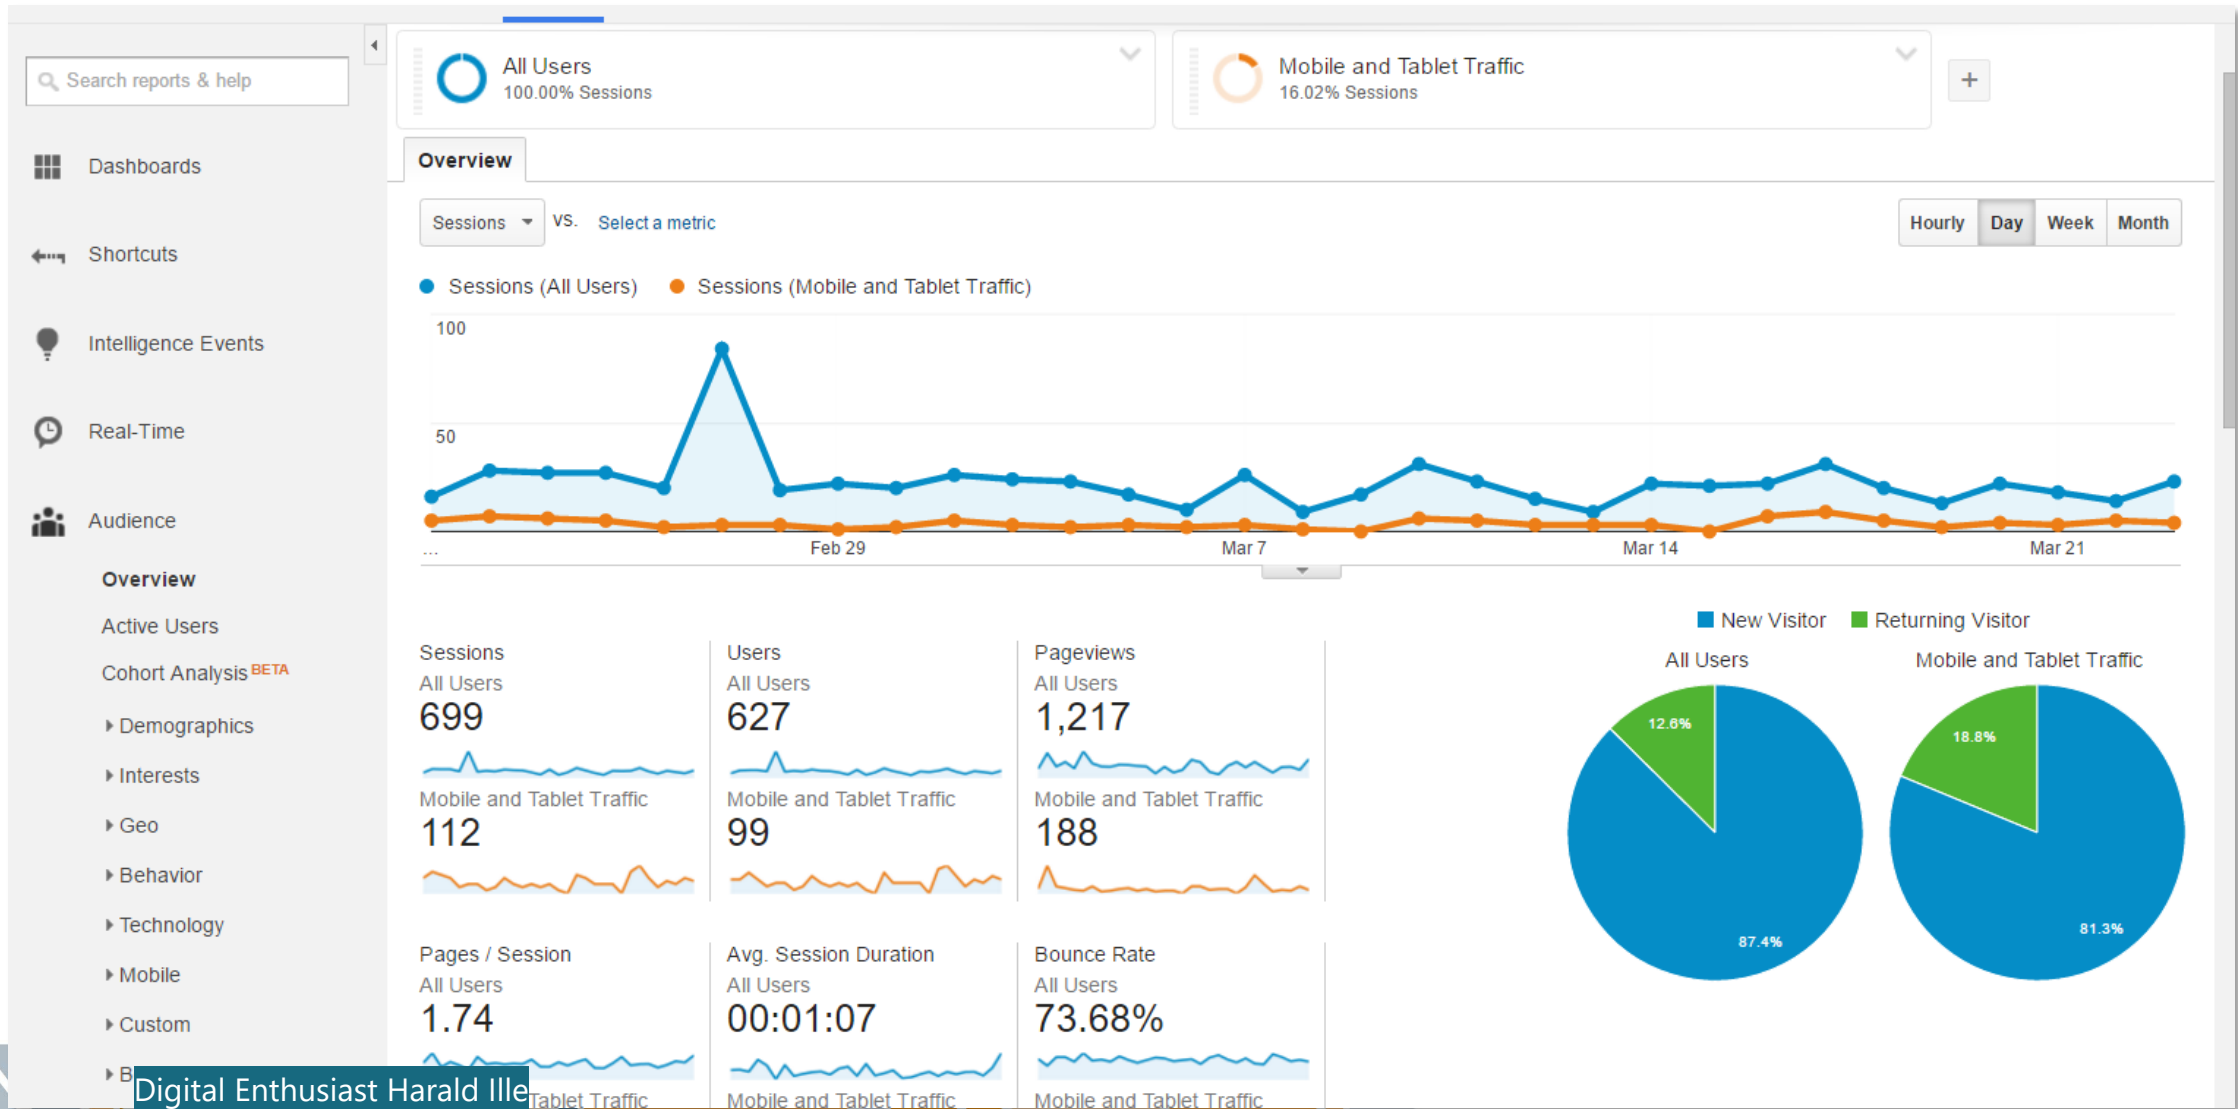 Search reports & help
Dashboards
Shortcuts
Intelligence Events
Real-Time
Audience
Overview
Active Users
Cohort Analysis BETA
Demographics
Interests
Geo
Behavior
Technology
Mobile
Custom
B
Digital Enthusiast Harald Ille
All Users
100.00% Sessions
Mobile and Tablet Traffic
16.02% Sessions
+
Overview
Sessions VS. Select a metric
Hourly Day Week Month
Sessions (All Users) Sessions (Mobile and Tablet Traffic)
100
50
... Feb 29 Mar 7 Mar 14 Mar 21
Sessions
All Users
699
Mobile and Tablet Traffic
112
Users
All Users
627
Mobile and Tablet Traffic
99
Pageviews
All Users
1,217
Mobile and Tablet Traffic
188
Pages / Session
All Users
1.74
Tablet Traffic
Avg. Session Duration
All Users
00:01:07
Mobile and Tablet Traffic
Bounce Rate
All Users
73.68%
Mobile and Tablet Traffic
New Visitor Returning Visitor
All Users
12.6%
87.4%
Mobile and Tablet Traffic
18.8%
81.3%